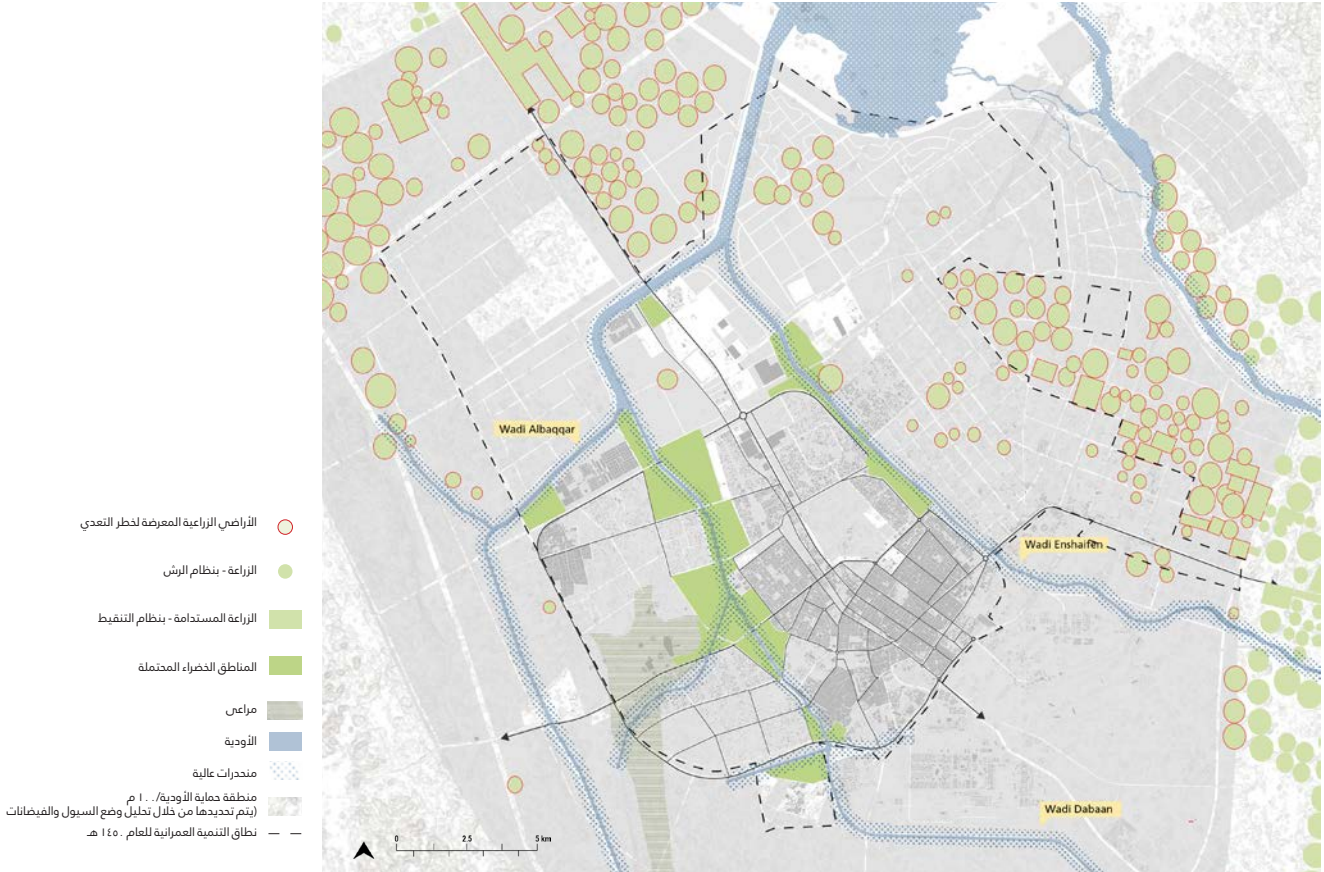 Wadi Albaqqar
Wadi Enshaifen
Wadi Dabaan
0 2.5 5 km
الأراضي الزراعية المعرضة لخطر التعدي
الزراعة - بنظام الرش
الزراعة المستدامة - بنظام التنقيط
المناطق الخضراء المحتملة
مراعي
الأودية
منحدرات عالية
منطقة حماية الأودية/١٠٠ م
(يتم تحديدها من خلال تحليل وضع السيول والفيضانات
نطاق التنمية العمرانية للعام ١٤٥٠ هـ